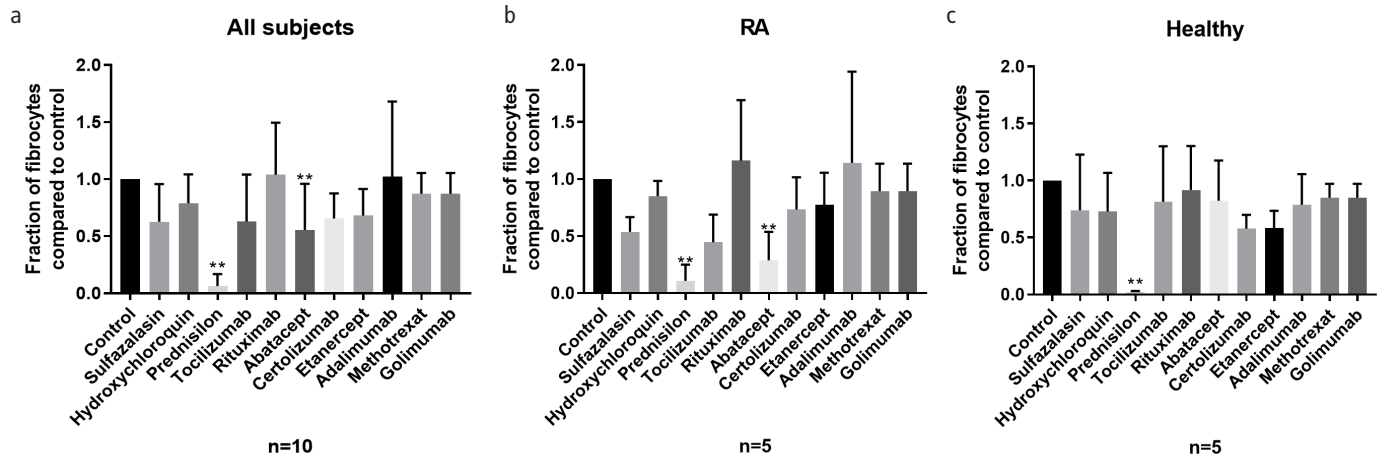 a
All subjects
Fraction of fibrocytes
compared to control
2.0
1.5
1.0
0.5
0.0
**
**
Control
Sulfazalasin
Hydroxychloroquin
Prednisilon
Tocilizumab
Rituximab
Abatacept
Certolizumab
Etanercept
Adalimumab
Methotrexat
Golimumab
n=10
b
RA
Fraction of fibrocytes
compared to control
2.0
1.5
1.0
0.5
0.0
**
**
Control
Sulfazalasin
Hydroxychloroquin
Prednisilon
Tocilizumab
Rituximab
Abatacept
Certolizumab
Etanercept
Adalimumab
Methotrexat
Golimumab
n=5
c
Healthy
Fraction of fibrocytes
compared to control
2.0
1.5
1.0
0.5
0.0
**
Control
Sulfazalasin
Hydroxychloroquin
Prednisilon
Tocilizumab
Rituximab
Abatacept
Certolizumab
Etanercept
Adalimumab
Methotrexat
Golimumab
n=5